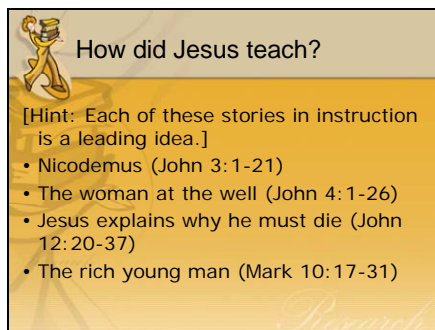 How did Jesus teach?
[Hint: Each of these stories in instruction
is a leading idea.]
• Nicodemus (John 3:1-21)
• The woman at the well (John 4:1-26)
• Jesus explains why he must die (John
12:20-37)
• The rich young man (Mark 10:17-31)
Research